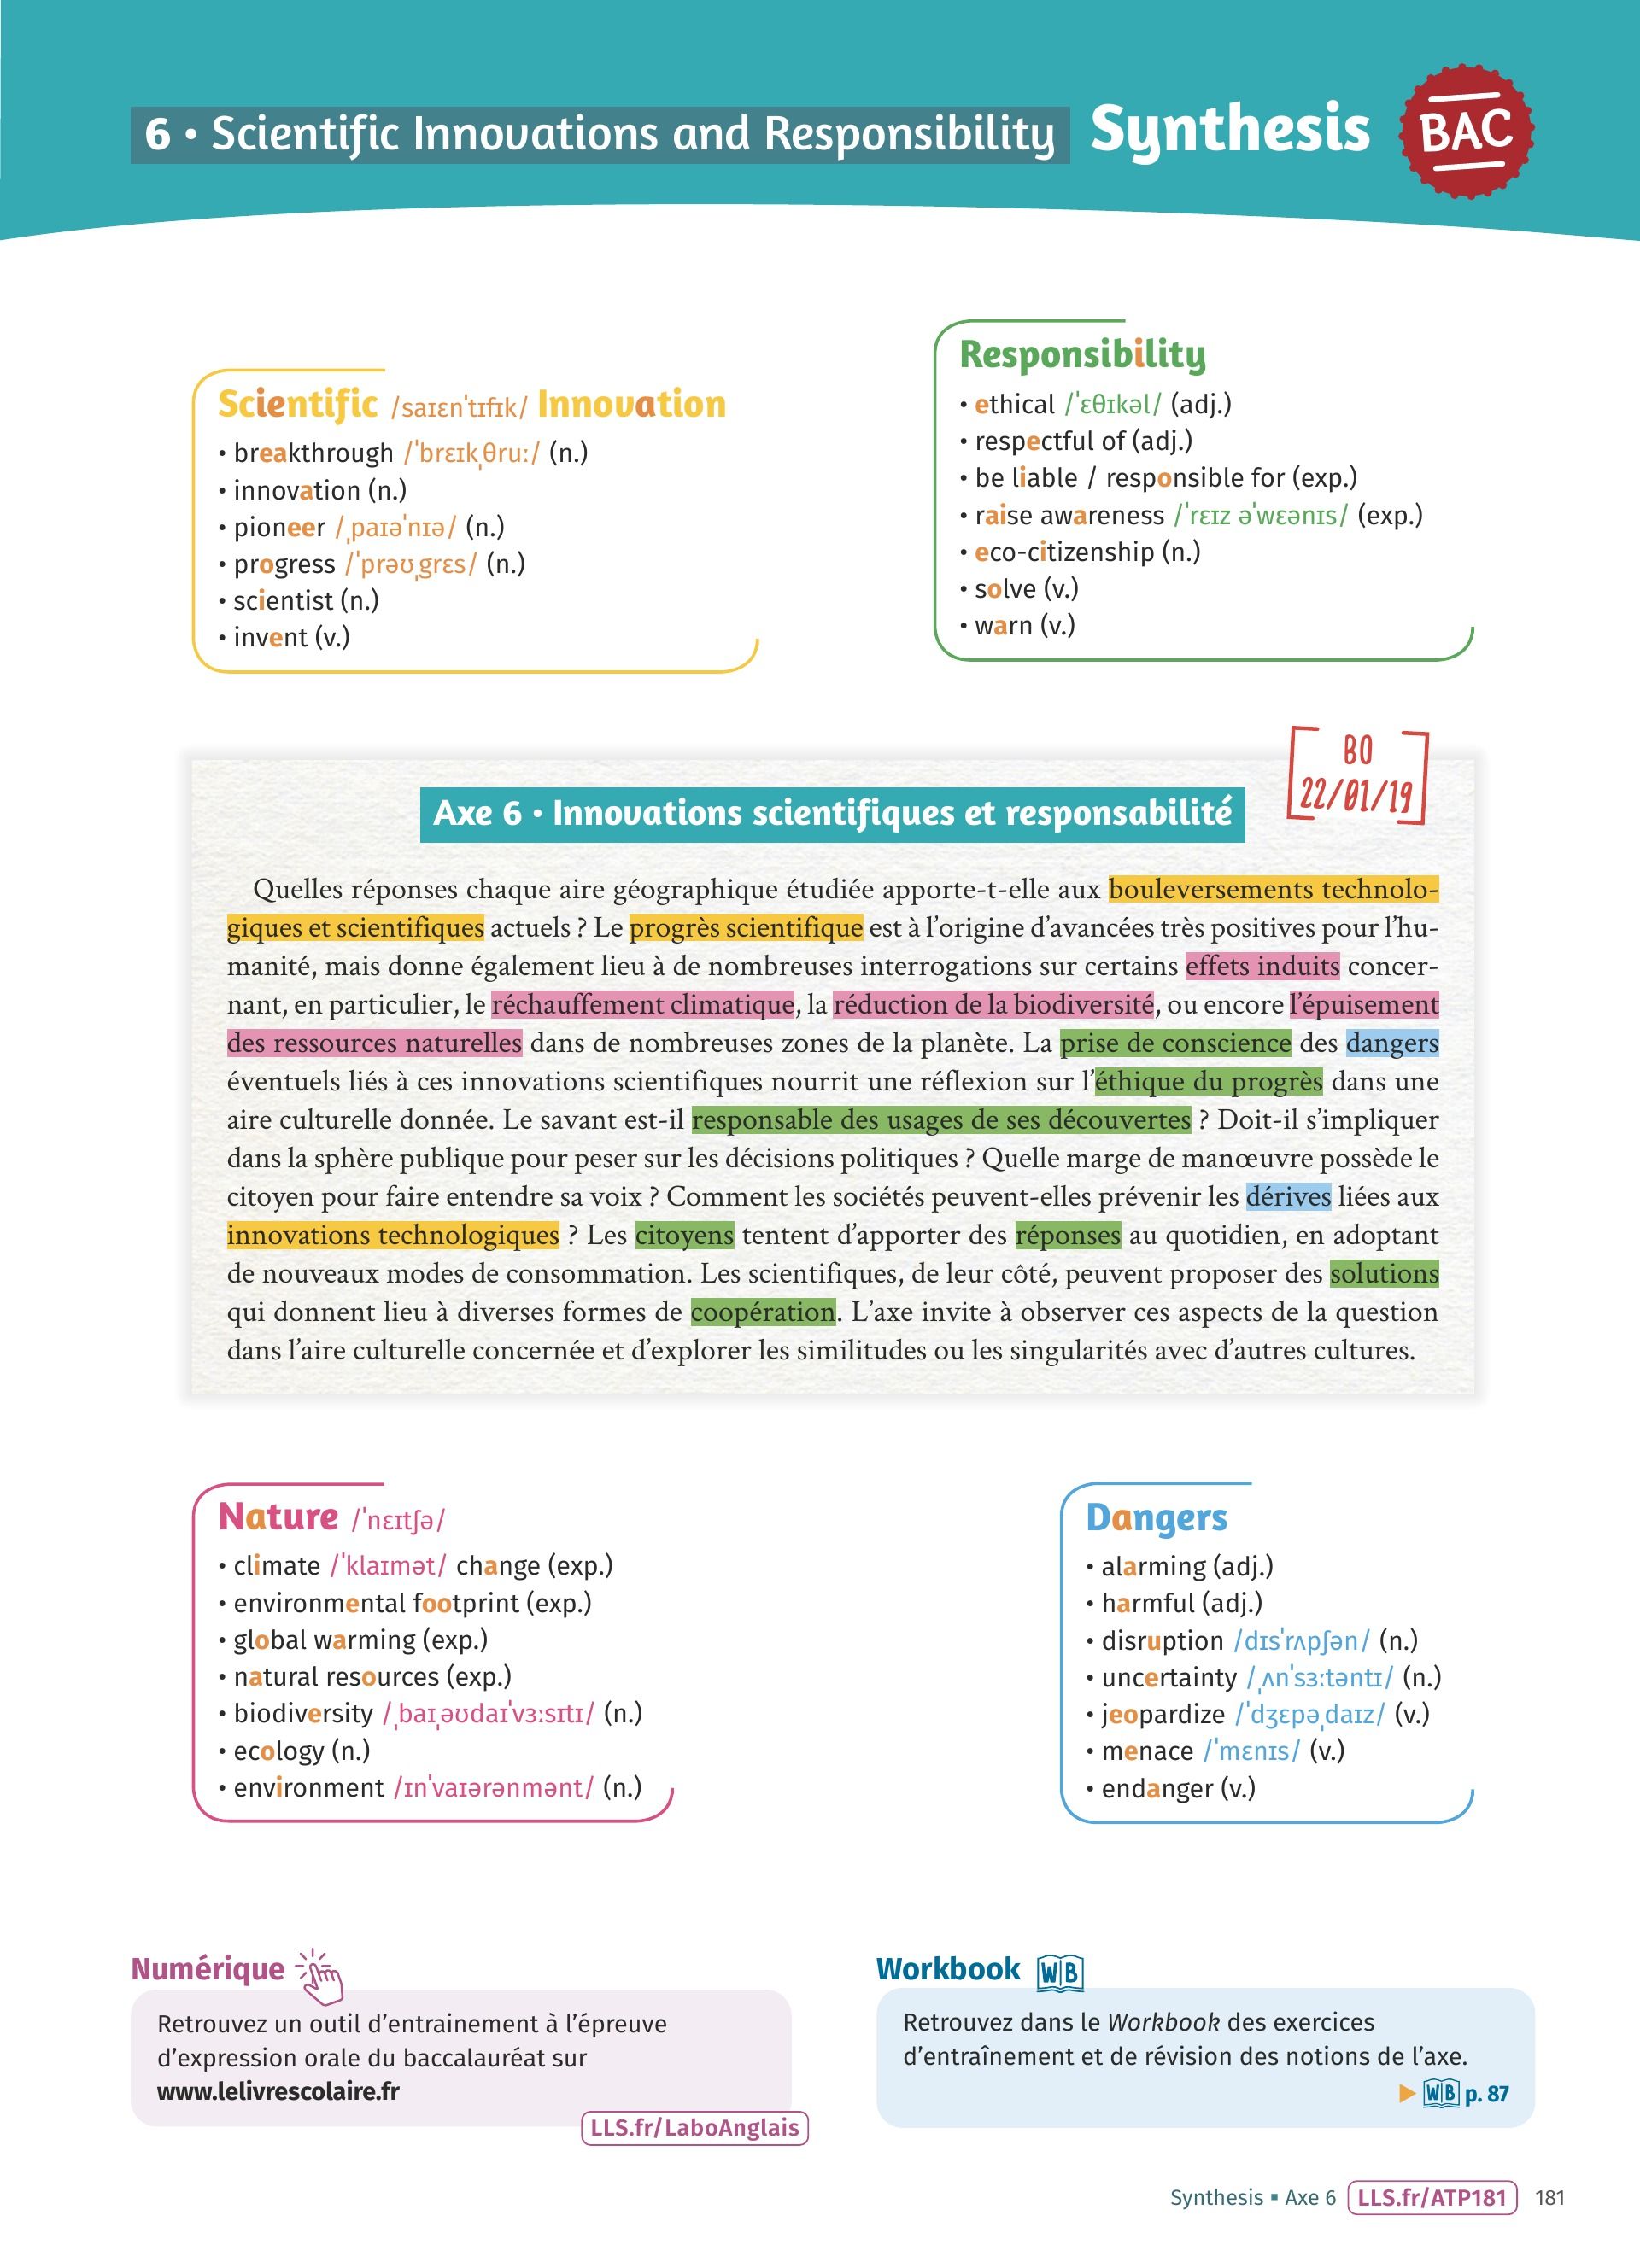 6 • Scientific Innovations and Responsibility Synthesis BAC
Scientific /saɪɛnˈtɪfɪk/ Innovation
• breakthrough /ˈbrɛɪkˌθruː/ (n.)
• innovation (n.)
• pioneer /ˌpaɪəˈnɪə/ (n.)
• progress /ˈprəʊˌgrɛs/ (n.)
• scientist (n.)
• invent (v.)
Responsibility
• ethical /ˈɛθɪkəl/ (adj.)
• respectful of (adj.)
• be liable / responsible for (exp.)
• raise awareness /ˈrɛɪz əˈwɛənɪs/ (exp.)
• eco-citizenship (n.)
• solve (v.)
• warn (v.)
BO
22/01/19
Axe 6 • Innovations scientifiques et responsabilité
Quelles réponses chaque aire géographique étudiée apporte-t-elle aux bouleversements technolo-
giques et scientifiques actuels ? Le progrès scientifique est à l’origine d’avancées très positives pour l’hu-
manité, mais donne également lieu à de nombreuses interrogations sur certains effets induits concer-
nant, en particulier, le réchauffement climatique, la réduction de la biodiversité, ou encore l’épuisement
des ressources naturelles dans de nombreuses zones de la planète. La prise de conscience des dangers
éventuels liés à ces innovations scientifiques nourrit une réflexion sur l’éthique du progrès dans une
aire culturelle donnée. Le savant est-il responsable des usages de ses découvertes ? Doit-il s’impliquer
dans la sphère publique pour peser sur les décisions politiques ? Quelle marge de manœuvre possède le
citoyen pour faire entendre sa voix ? Comment les sociétés peuvent-elles prévenir les dérives liées aux
innovations technologiques ? Les citoyens tentent d’apporter des réponses au quotidien, en adoptant
de nouveaux modes de consommation. Les scientifiques, de leur côté, peuvent proposer des solutions
qui donnent lieu à diverses formes de coopération. L’axe invite à observer ces aspects de la question
dans l’aire culturelle concernée et d’explorer les similitudes ou les singularités avec d’autres cultures.
Nature /ˈnɛɪtʃə/
• climate /ˈklaɪmət/ change (exp.)
• environmental footprint (exp.)
• global warming (exp.)
• natural resources (exp.)
• biodiversity /ˌbaɪˌəʊdaɪˈvɜːsɪtɪ/ (n.)
• ecology (n.)
• environment /ɪnˈvaɪərənmənt/ (n.)
Dangers
• alarming (adj.)
• harmful (adj.)
• disruption /dɪsˈrʌpʃən/ (n.)
• uncertainty /ˌʌnˈsɜːtəntɪ/ (n.)
• jeopardize /ˈdʒɛpəˌdaɪz/ (v.)
• menace /ˈmɛnɪs/ (v.)
• endanger (v.)
Numérique
Retrouvez un outil d’entrainement à l’épreuve
d’expression orale du baccalauréat sur
www.lelivrescolaire.fr
LLS.fr/LaboAnglais
Workbook WB
Retrouvez dans le Workbook des exercices
d’entraînement et de révision des notions de l’axe.
WB p. 87
Synthesis ▪ Axe 6 LLS.fr/ATP181 181